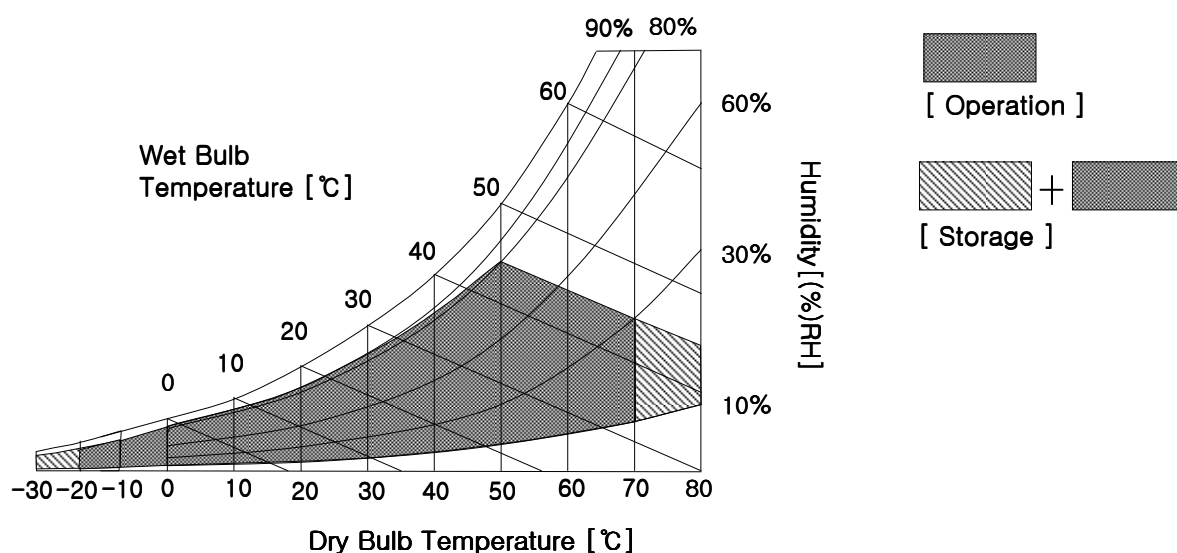 90% 80%
60
60%
[ Operation ]
Wet Bulb
Temperature [℃]
50
Humidity[(%)RH]
+
[ Storage ]
40
30%
30
20
10
0
10%
-30 -20 -10 0 10 20 30 40 50 60 70 80
Dry Bulb Temperature [℃]